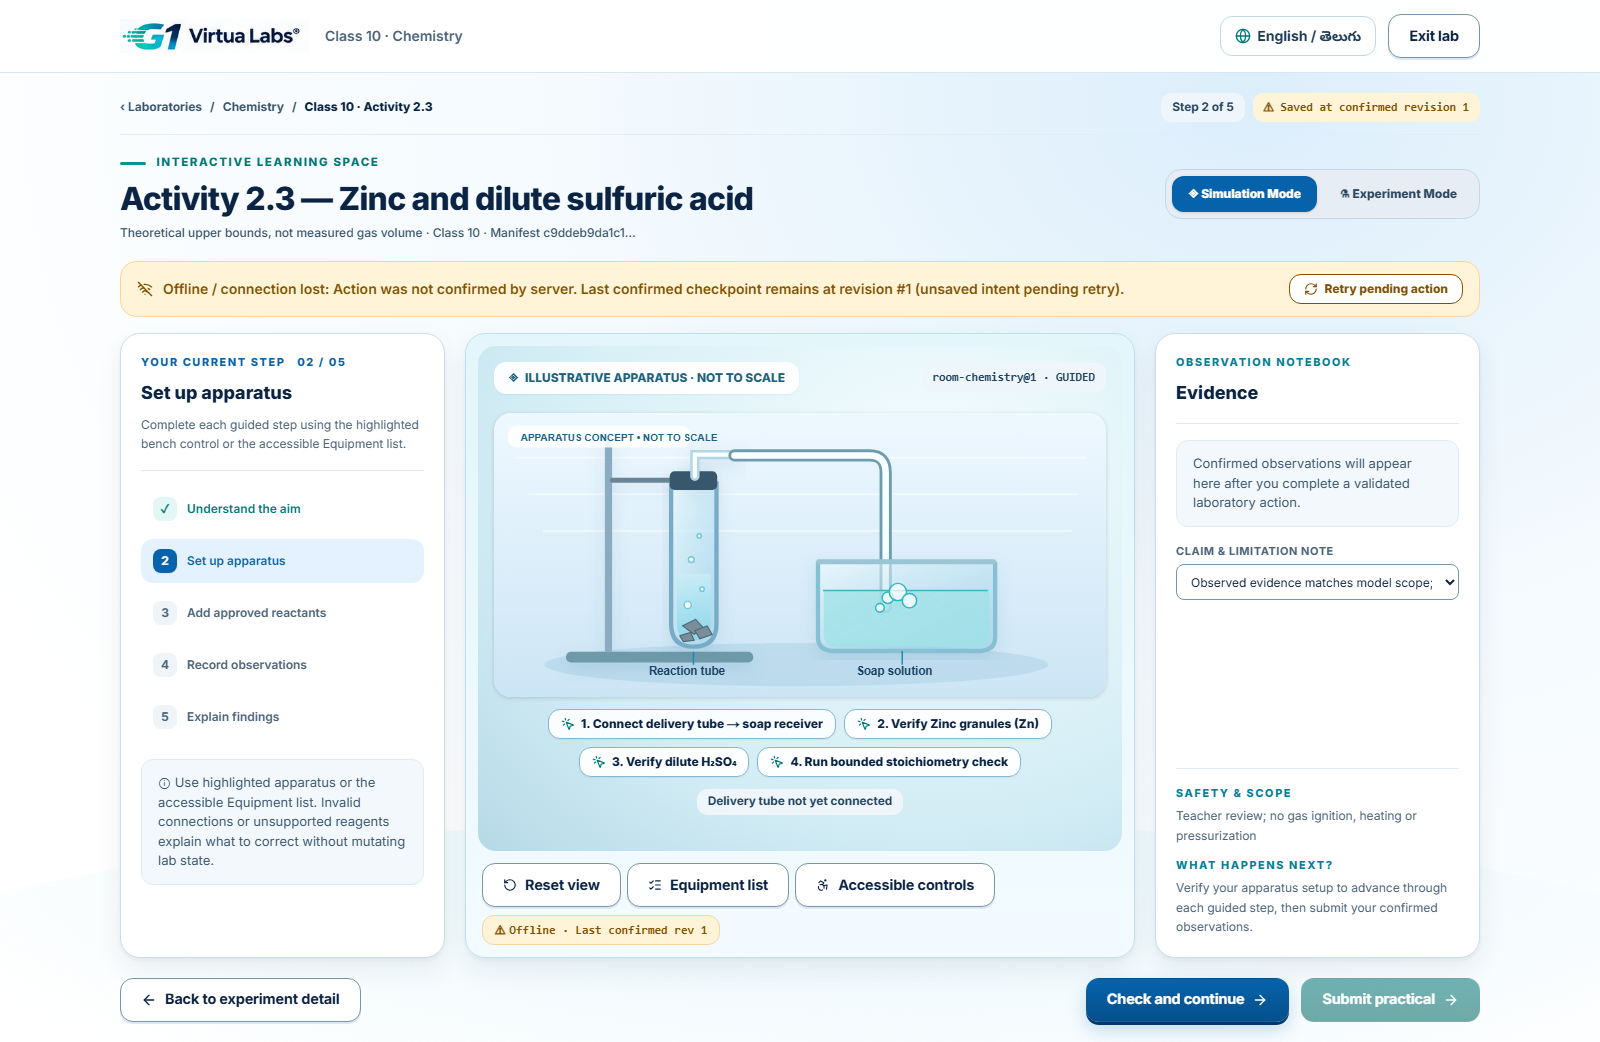 G1 Virtua Labs®
Class 10 · Chemistry
English / తెలుగు
Exit lab
‹ Laboratories / Chemistry / Class 10 · Activity 2.3
Step 2 of 5
⚠ Saved at confirmed revision 1
INTERACTIVE LEARNING SPACE
Activity 2.3 — Zinc and dilute sulfuric acid
Theoretical upper bounds, not measured gas volume · Class 10 · Manifest c9ddeb9da1c1...
Simulation Mode
Experiment Mode
Offline / connection lost: Action was not confirmed by server. Last confirmed checkpoint remains at revision #1 (unsaved intent pending retry).
Retry pending action
YOUR CURRENT STEP 02 / 05
Set up apparatus
Complete each guided step using the highlighted
bench control or the accessible Equipment list.
✓ Understand the aim
2 Set up apparatus
3 Add approved reactants
4 Record observations
5 Explain findings
Use highlighted apparatus or the
accessible Equipment list. Invalid
connections or unsupported reagents
explain what to correct without mutating
lab state.
ILLUSTRATIVE APPARATUS · NOT TO SCALE
room-chemistry@1 · GUIDED
APPARATUS CONCEPT • NOT TO SCALE
Reaction tube
Soap solution
1. Connect delivery tube → soap receiver
2. Verify Zinc granules (Zn)
3. Verify dilute H₂SO₄
4. Run bounded stoichiometry check
Delivery tube not yet connected
Reset view
Equipment list
Accessible controls
⚠ Offline · Last confirmed rev 1
OBSERVATION NOTEBOOK
Evidence
Confirmed observations will appear
here after you complete a validated
laboratory action.
CLAIM & LIMITATION NOTE
Observed evidence matches model scope;
SAFETY & SCOPE
Teacher review; no gas ignition, heating or
pressurization
WHAT HAPPENS NEXT?
Verify your apparatus setup to advance through
each guided step, then submit your confirmed
observations.
← Back to experiment detail
Check and continue →
Submit practical →